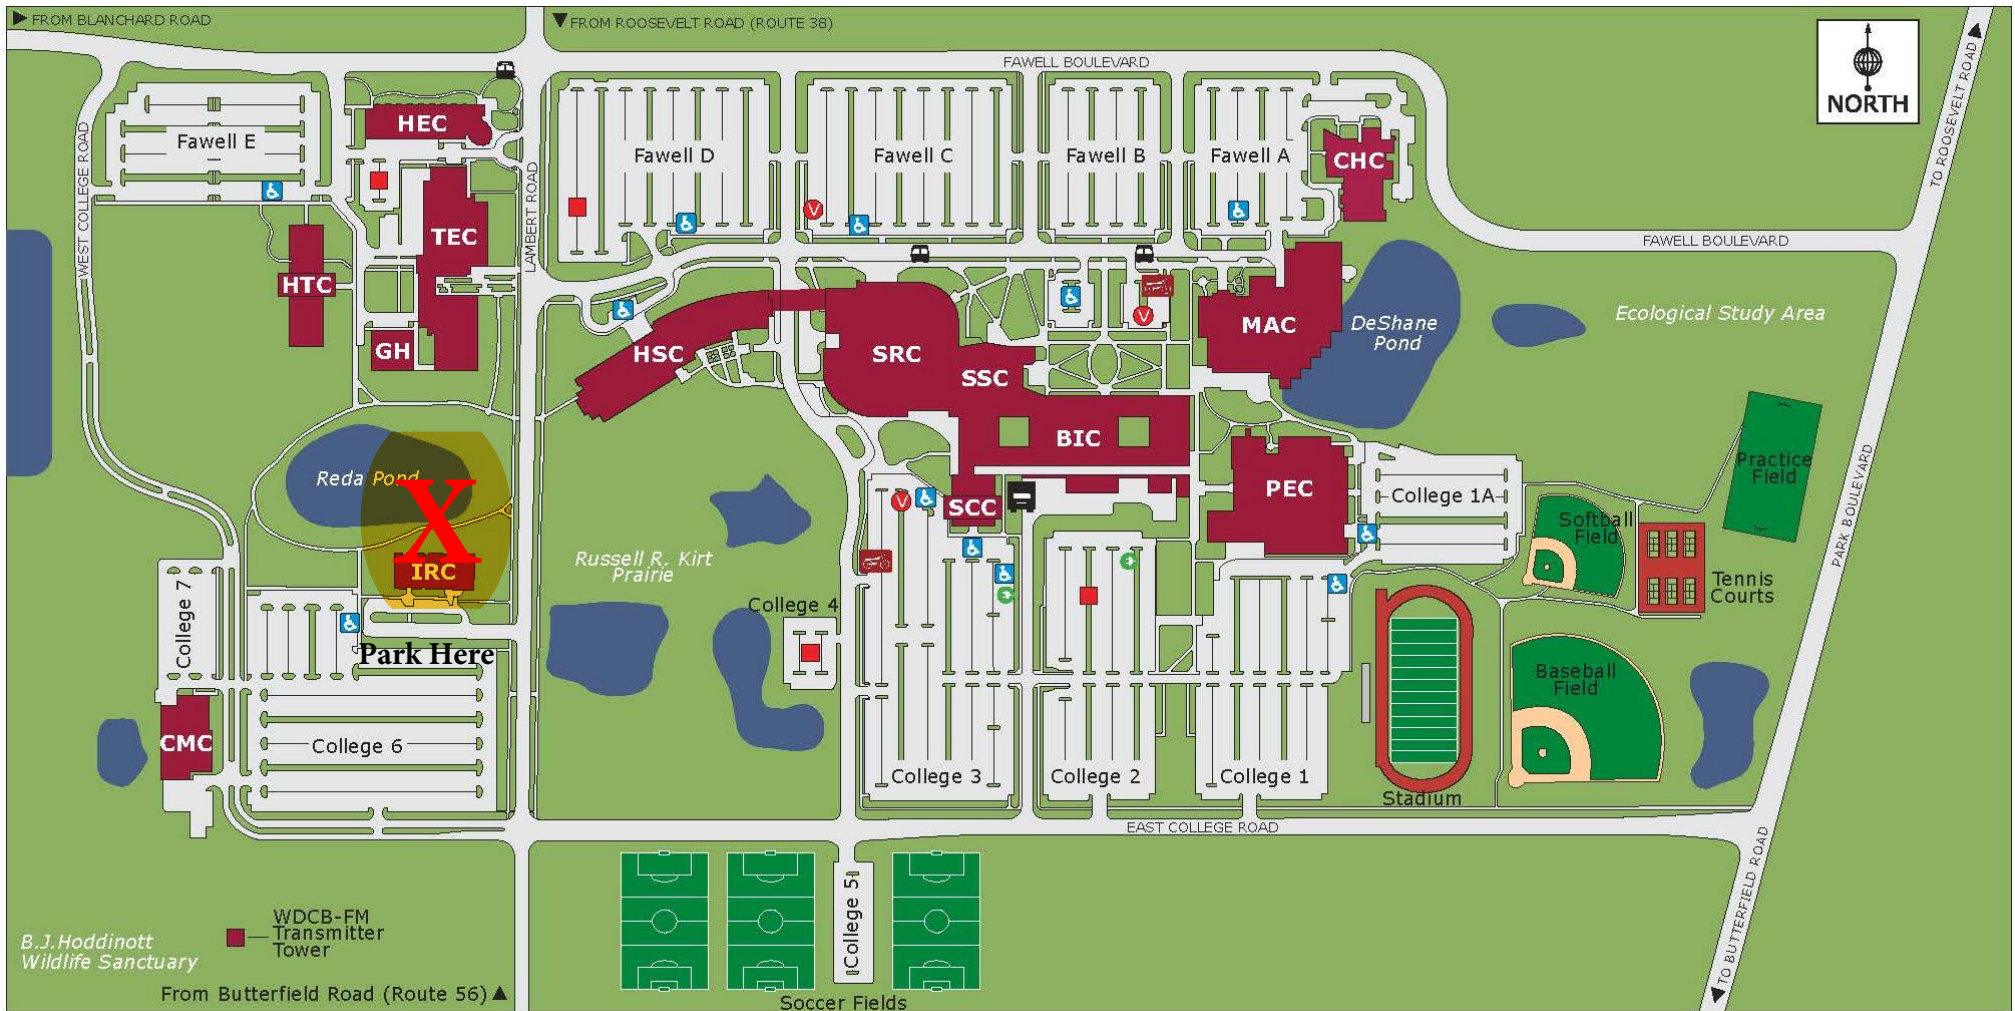 FROM BLANCHARD ROAD
FROM ROOSEVELT ROAD (ROUTE 38)
FAWELL BOULEVARD
NORTH
TO ROOSEVELT ROAD
WEST COLLEGE ROAD
LAMBERT ROAD
HEC
Fawell E
Fawell D
Fawell C
Fawell B
Fawell A
CHC
TEC
V
HTC
FAWELL BOULEVARD
GH
HSC
SRC
SSC
V
MAC
DeShane
Pond
Ecological Study Area
BIC
Reda Pond
X
IRC
V
SCC
PEC
College 1A
Practice
Field
Softball
Field
PARK BOULEVARD
Russell R. Kirt
Prairie
Tennis
Courts
College 7
College 4
Park Here
Baseball
Field
CMC
College 6
College 3
College 2
College 1
Stadium
EAST COLLEGE ROAD
College 5
WDCB-FM
Transmitter
Tower
B.J.Hoddinott
Wildlife Sanctuary
From Butterfield Road (Route 56)
Soccer Fields
TO BUTTERFIELD ROAD